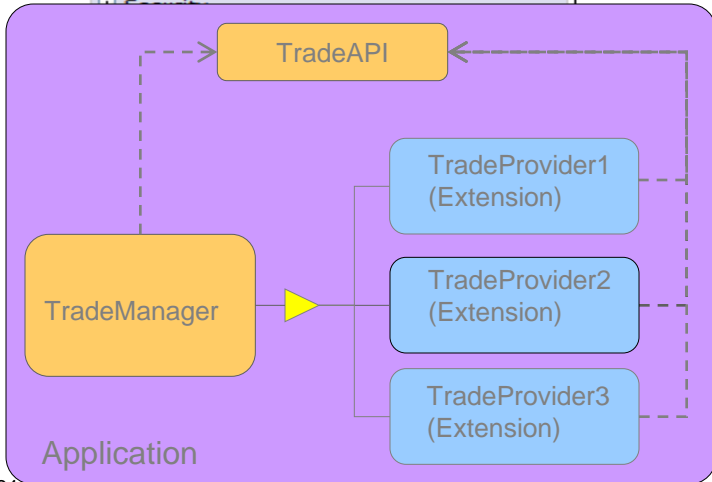 TradeAPI
TradeProvider1
(Extension)
TradeManager
TradeProvider2
(Extension)
TradeProvider3
(Extension)
Application